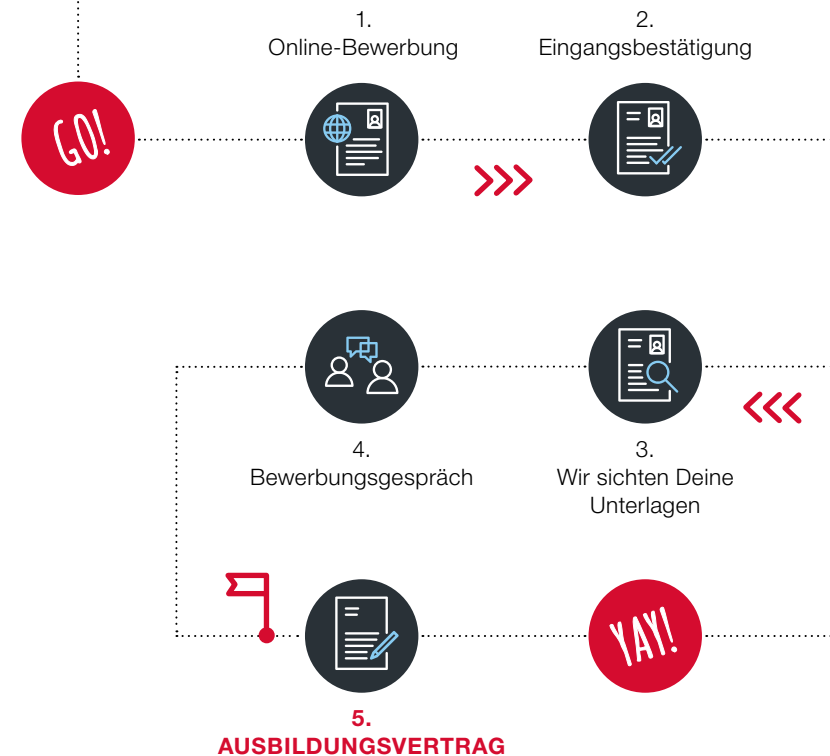 1.
Online-Bewerbung
2.
Eingangsbestätigung
GO!
4.
Bewerbungsgespräch
3.
Wir sichten Deine
Unterlagen
YAY!
5.
AUSBILDUNGSVERTRAG